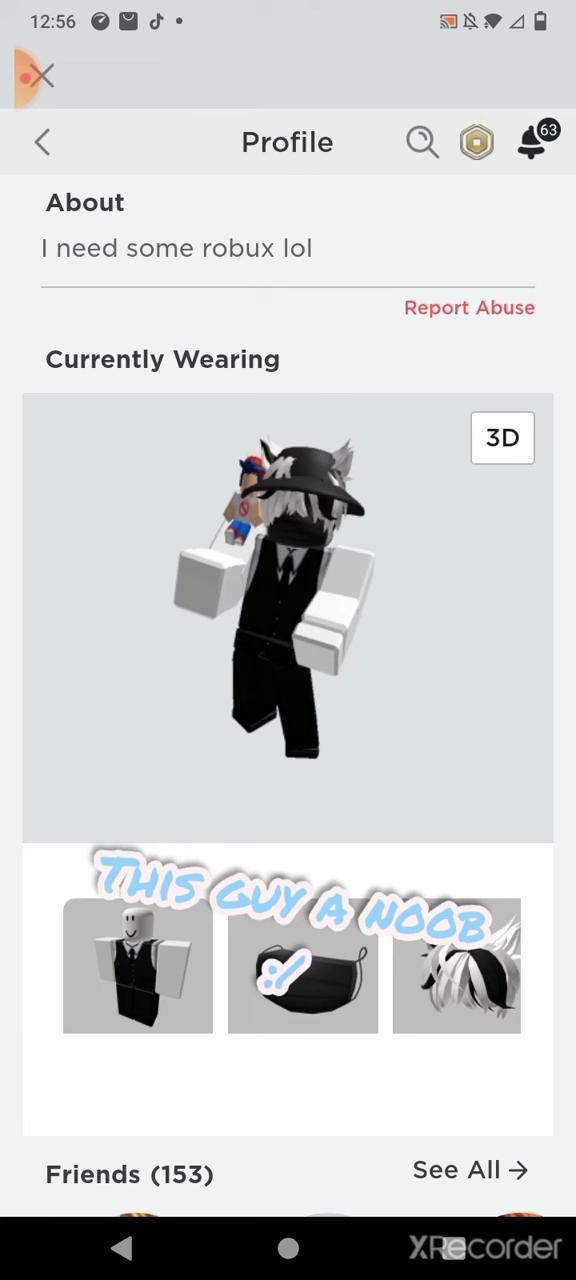 12:56
Profile
63
About
I need some robux lol
Report Abuse
Currently Wearing
3D
THIS GUY A NOOB
:/
Friends (153)
See All →
XRecorder